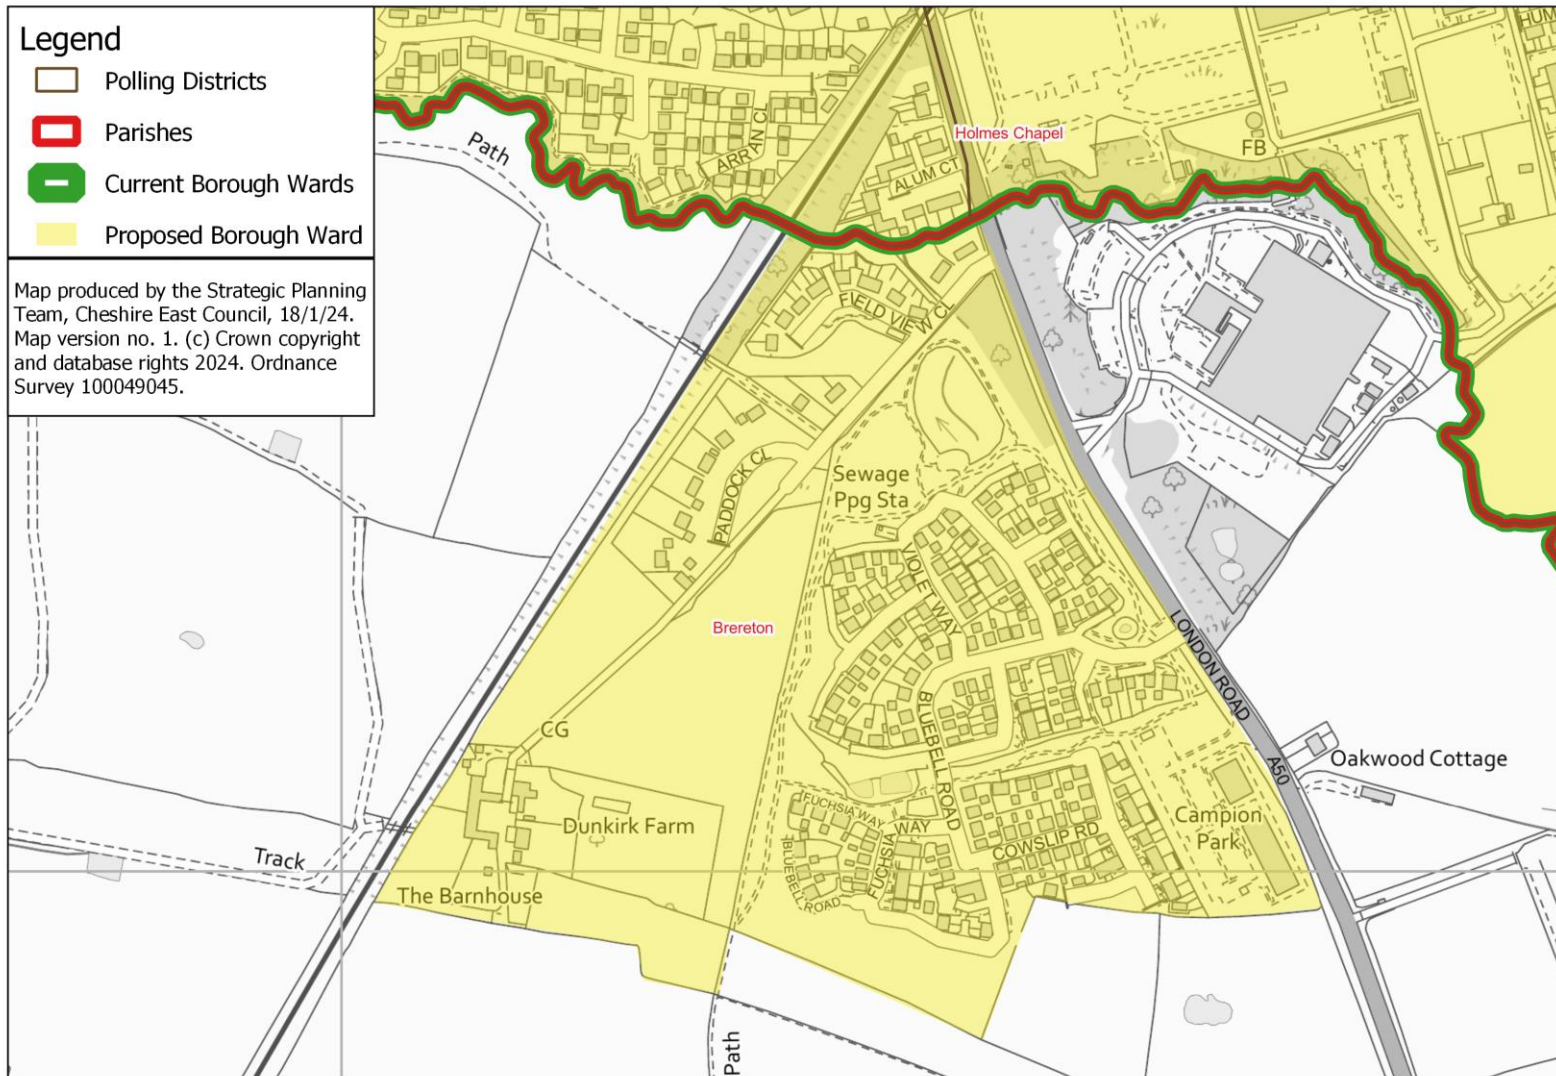 Legend
Polling Districts
Parishes
Current Borough Wards
Proposed Borough Ward
Map produced by the Strategic Planning
Team, Cheshire East Council, 18/1/24.
Map version no. 1. (c) Crown copyright
and database rights 2024. Ordnance
Survey 100049045.
HUM
Path
ARRAN CL
ALUM CT
Holmes Chapel
FB
FIELD VIEW CL
PADDOCK CL
Sewage
Ppg Sta
VIOLET WAY
Brereton
LONDON ROAD
BLUEBELL ROAD
CG
A50
Oakwood Cottage
FUCHSIA WAY
FUCHSIA WAY
BLUEBELL ROAD
COWSLIP RD
Campion
Park
Dunkirk Farm
Track
The Barnhouse
Path